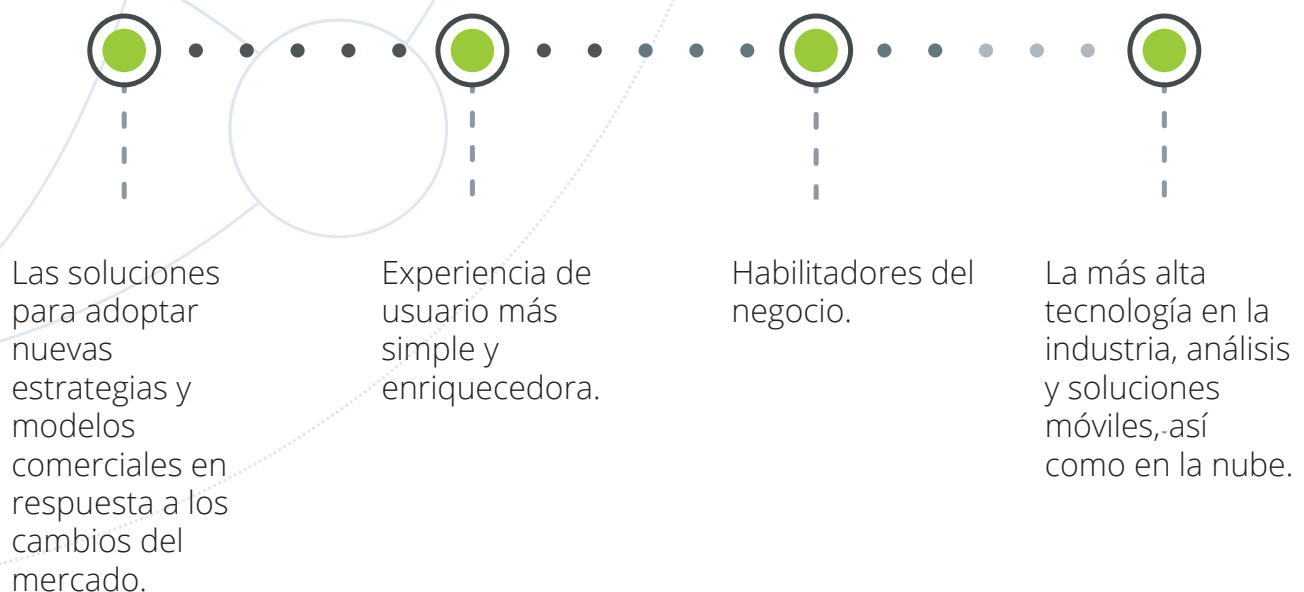 Las soluciones
para adoptar
nuevas
estrategias y
modelos
comerciales en
respuesta a los
cambios del
mercado.
Experiencia de
usuario más
simple y
enriquecedora.
Habilitadores del
negocio.
La más alta
tecnología en la
industria, análisis
y soluciones
móviles, así
como en la nube.